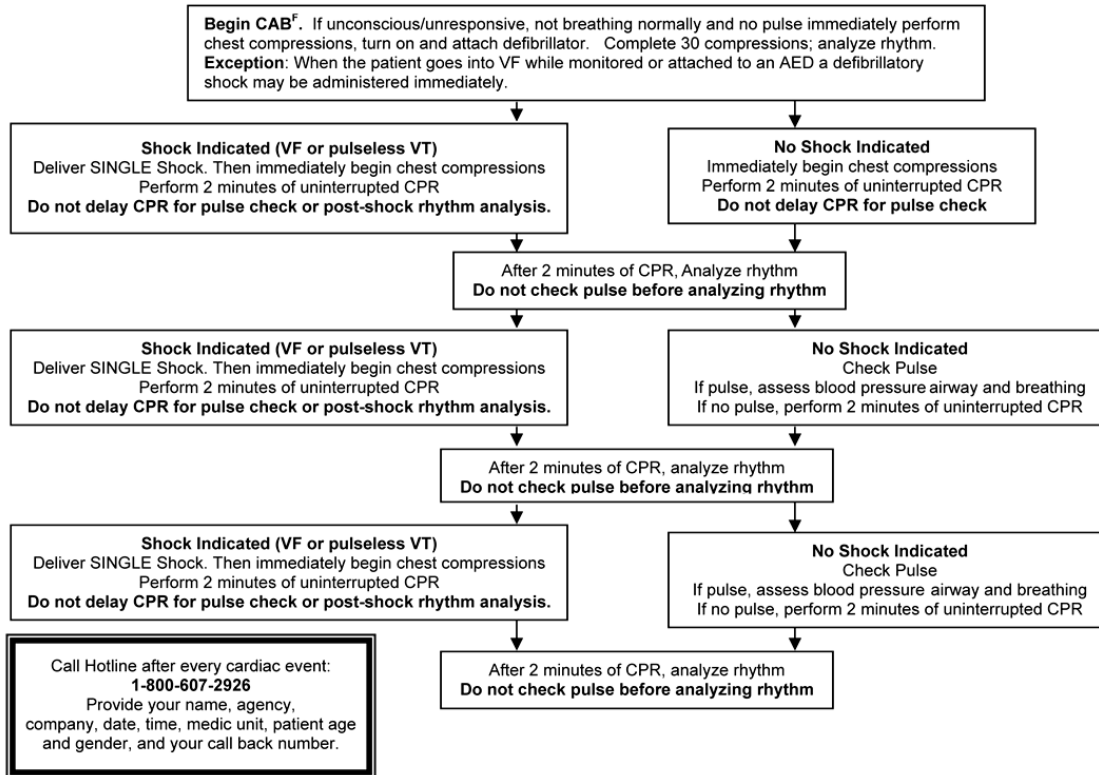 Begin CABF. If unconscious/unresponsive, not breathing normally and no pulse immediately perform
chest compressions, turn on and attach defibrillator. Complete 30 compressions; analyze rhythm.
Exception: When the patient goes into VF while monitored or attached to an AED a defibrillatory
shock may be administered immediately.
Shock Indicated (VF or pulseless VT)
Deliver SINGLE Shock. Then immediately begin chest compressions
Perform 2 minutes of uninterrupted CPR
Do not delay CPR for pulse check or post-shock rhythm analysis.
No Shock Indicated
Immediately begin chest compressions
Perform 2 minutes of uninterrupted CPR
Do not delay CPR for pulse check
After 2 minutes of CPR, Analyze rhythm
Do not check pulse before analyzing rhythm
Shock Indicated (VF or pulseless VT)
Deliver SINGLE Shock. Then immediately begin chest compressions
Perform 2 minutes of uninterrupted CPR
Do not delay CPR for pulse check or post-shock rhythm analysis.
No Shock Indicated
Check Pulse
If pulse, assess blood pressure airway and breathing
If no pulse, perform 2 minutes of uninterrupted CPR
After 2 minutes of CPR, analyze rhythm
Do not check pulse before analyzing rhythm
Shock Indicated (VF or pulseless VT)
Deliver SINGLE Shock. Then immediately begin chest compressions
Perform 2 minutes of uninterrupted CPR
Do not delay CPR for pulse check or post-shock rhythm analysis.
No Shock Indicated
Check Pulse
If pulse, assess blood pressure airway and breathing
If no pulse, perform 2 minutes of uninterrupted CPR
After 2 minutes of CPR, analyze rhythm
Do not check pulse before analyzing rhythm
Call Hotline after every cardiac event:
1-800-607-2926
Provide your name, agency,
company, date, time, medic unit, patient age
and gender, and your call back number.